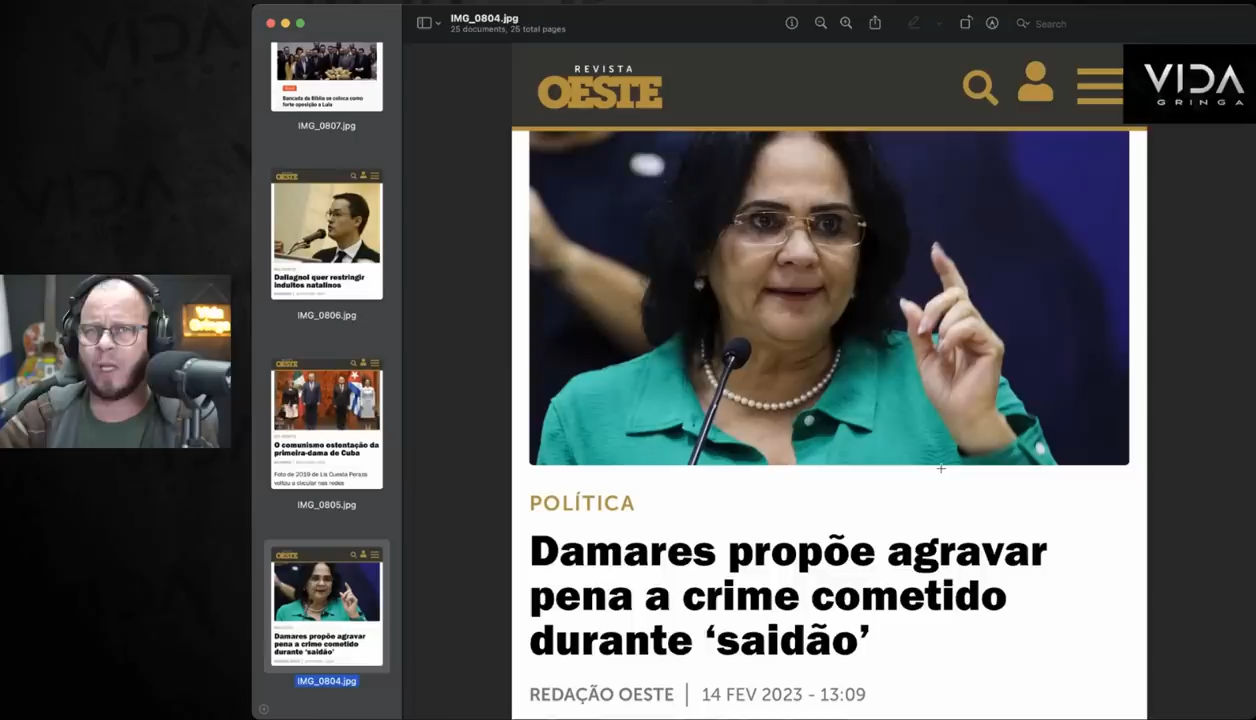 IMG_0804.jpg
25 documents, 25 total pages
Search
VIDA
GRINGA
REVISTA
OESTE
Bancada da Bíblia se coloca como
forte oposição a Lula
IMG_0807.jpg
OESTE
Dallagnol quer restringir
indultos natalinos
IMG_0806.jpg
OESTE
O comunismo ostentação da
primeira-dama de Cuba
Foto de 2019 de Lis Cuesta Peraza
voltou a circular nas redes
IMG_0805.jpg
OESTE
Damares propõe agravar
pena a crime cometido
durante ‘saidão’
IMG_0804.jpg
Vida
Gringa
POLÍTICA
Damares propõe agravar
pena a crime cometido
durante ‘saidão’
REDAÇÃO OESTE | 14 FEV 2023 - 13:09